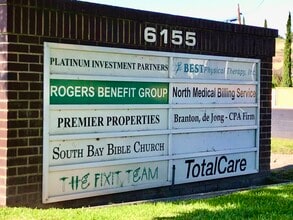 6155
PLATINUM INVESTMENT PARTNERS
ROGERS BENEFIT GROUP
PREMIER PROPERTIES
SOUTH BAY BIBLE CHURCH
THE FIXIT TEAM
BEST Physical Therapy, Inc.
North Medical Billing Service
Branton, de Jong - CPA Firm
TotalCare